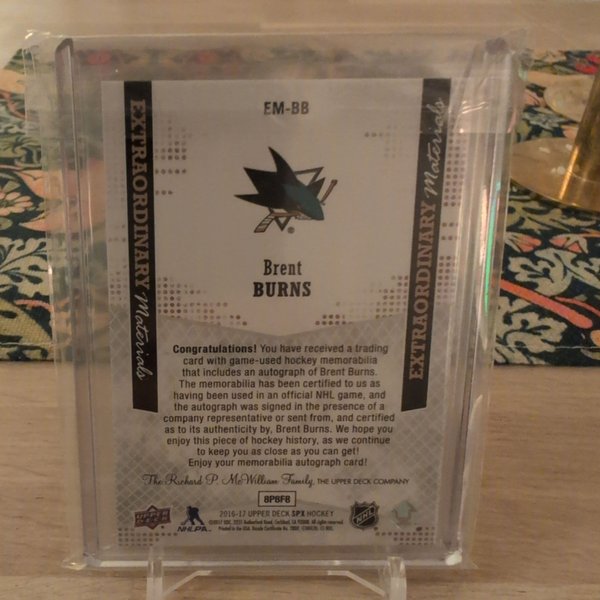 EM-BB
EXTRAORDINARY Materials
EXTRAORDINARY Materials
Brent
BURNS
Congratulations! You have received a trading
card with game-used hockey memorabilia
that includes an autograph of Brent Burns.
The memorabilia has been certified to us as
having been used in an official NHL game, and
the autograph was signed in the presence of a
company representative or sent from, and certified
as to its authenticity by, Brent Burns. We hope you
enjoy this piece of hockey history, as we continue
to keep you as close as you can get!
Enjoy your memorabilia autograph card!
The Richard P. McWilliam Family, THE UPPER DECK COMPANY
8P8F8
UPPER DECK
NHLPA
2016-17 UPPER DECK SPX HOCKEY
NHL